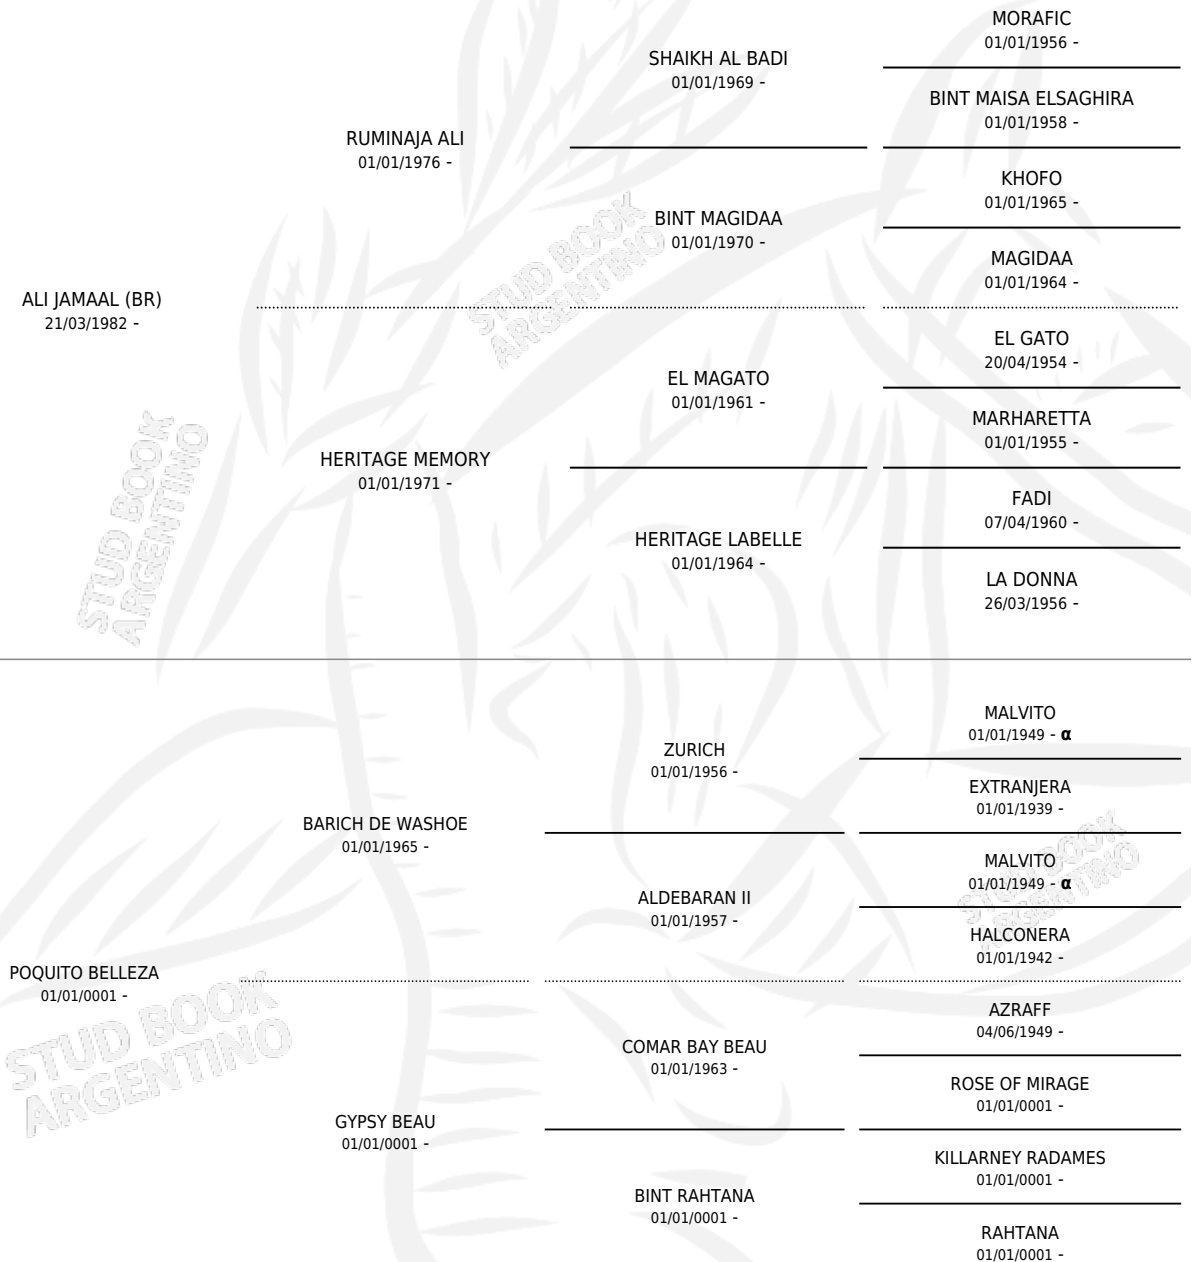 MORAFIC
01/01/1956 -
SHAIKH AL BADI
01/01/1969 -
BINT MAISA ELSAGHIRA
01/01/1958 -
RUMINAJA ALI
01/01/1976 -
KHOFO
01/01/1965 -
BINT MAGIDAA
01/01/1970 -
MAGIDAA
01/01/1964 -
ALI JAMAAL (BR)
21/03/1982 -
EL GATO
20/04/1954 -
EL MAGATO
01/01/1961 -
MARHARETTA
01/01/1955 -
HERITAGE MEMORY
01/01/1971 -
FADI
07/04/1960 -
HERITAGE LABELLE
01/01/1964 -
LA DONNA
26/03/1956 -
STUD BOOK
ARGENTINO
STUD BOOK
ARGENTINO
MALVITO
01/01/1949 - α
ZURICH
01/01/1956 -
EXTRANJERA
01/01/1939 -
BARICH DE WASHOE
01/01/1965 -
MALVITO
01/01/1949 - α
ALDEBARAN II
01/01/1957 -
HALCONERA
01/01/1942 -
POQUITO BELLEZA
01/01/0001 -
AZRAFF
04/06/1949 -
COMAR BAY BEAU
01/01/1963 -
ROSE OF MIRAGE
01/01/0001 -
GYPSY BEAU
01/01/0001 -
KILLARNEY RADAMES
01/01/0001 -
BINT RAHTANA
01/01/0001 -
RAHTANA
01/01/0001 -
STUD BOOK
ARGENTINO
STUD BOOK
ARGENTINO